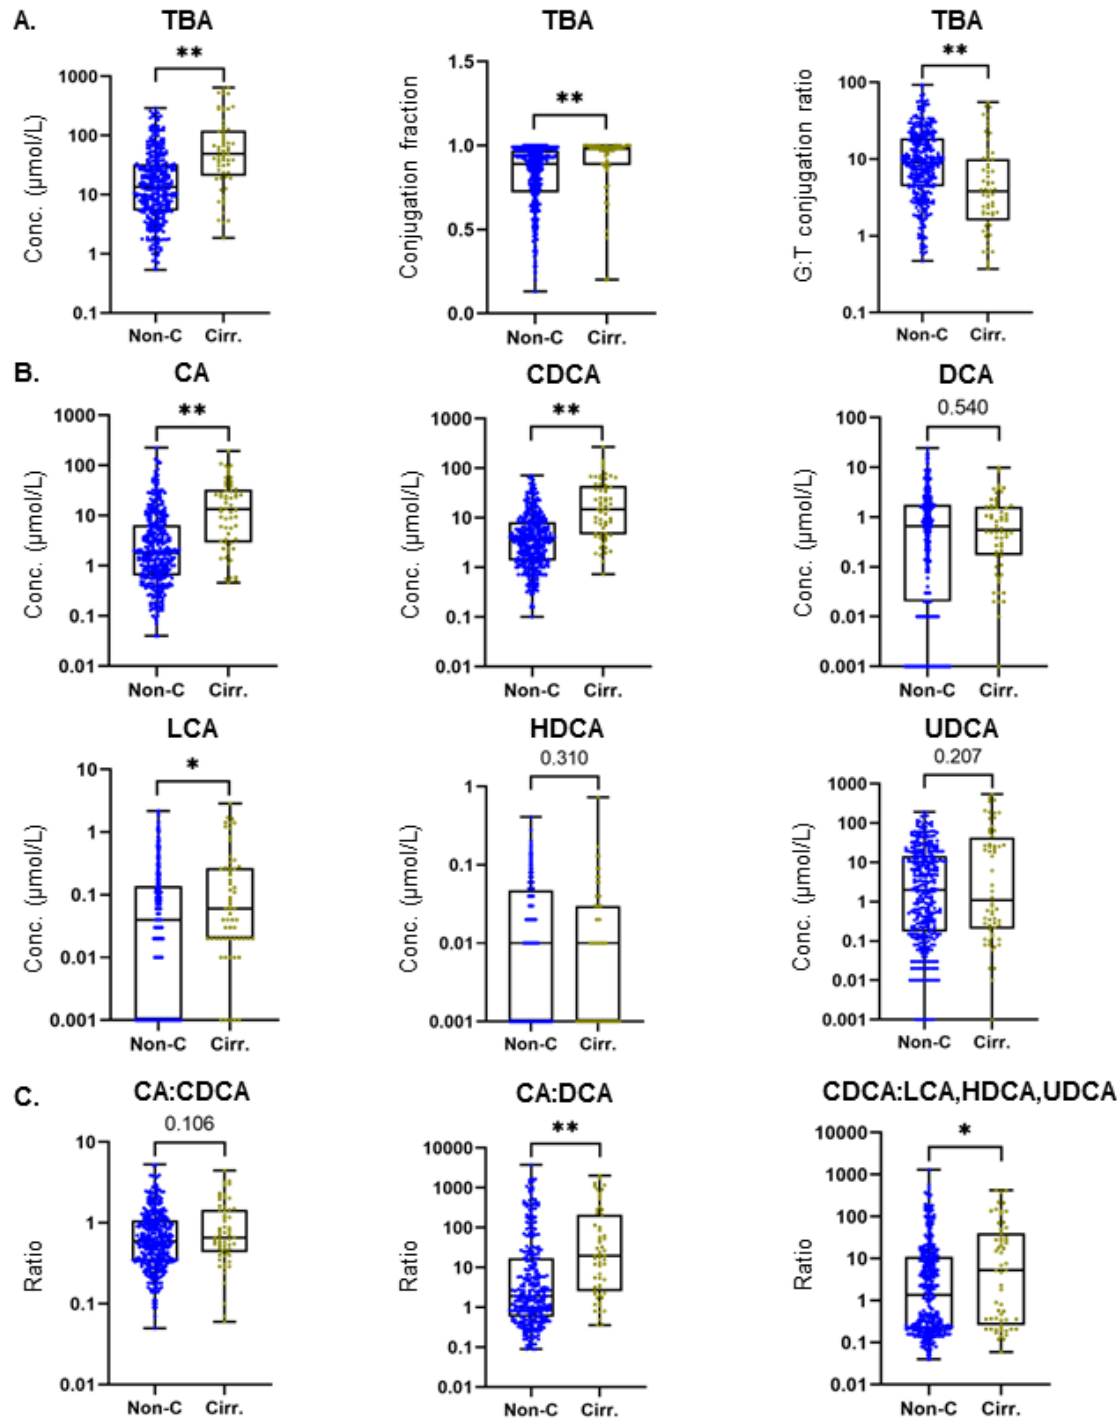 A.
TBA
**
Conc. (µmol/L)
1000
100
10
1
0.1
Non-C
Cirr.
TBA
**
Conjugation fraction
1.5
1.0
0.5
0.0
Non-C
Cirr.
TBA
**
G:T conjugation ratio
100
10
1
0.1
Non-C
Cirr.
B.
CA
**
Conc. (µmol/L)
1000
100
10
1
0.1
0.01
Non-C
Cirr.
CDCA
**
Conc. (µmol/L)
1000
100
10
1
0.1
0.01
Non-C
Cirr.
DCA
0.540
Conc. (µmol/L)
100
10
1
0.1
0.01
0.001
Non-C
Cirr.
LCA
*
Conc. (µmol/L)
10
1
0.1
0.01
0.001
Non-C
Cirr.
HDCA
0.310
Conc. (µmol/L)
1
0.1
0.01
0.001
Non-C
Cirr.
UDCA
0.207
Conc. (µmol/L)
1000
100
10
1
0.1
0.01
0.001
Non-C
Cirr.
C.
CA:CDCA
0.106
Ratio
10
1
0.1
0.01
Non-C
Cirr.
CA:DCA
**
Ratio
10000
1000
100
10
1
0.1
0.01
Non-C
Cirr.
CDCA:LCA,HDCA,UDCA
*
Ratio
10000
1000
100
10
1
0.1
0.01
Non-C
Cirr.